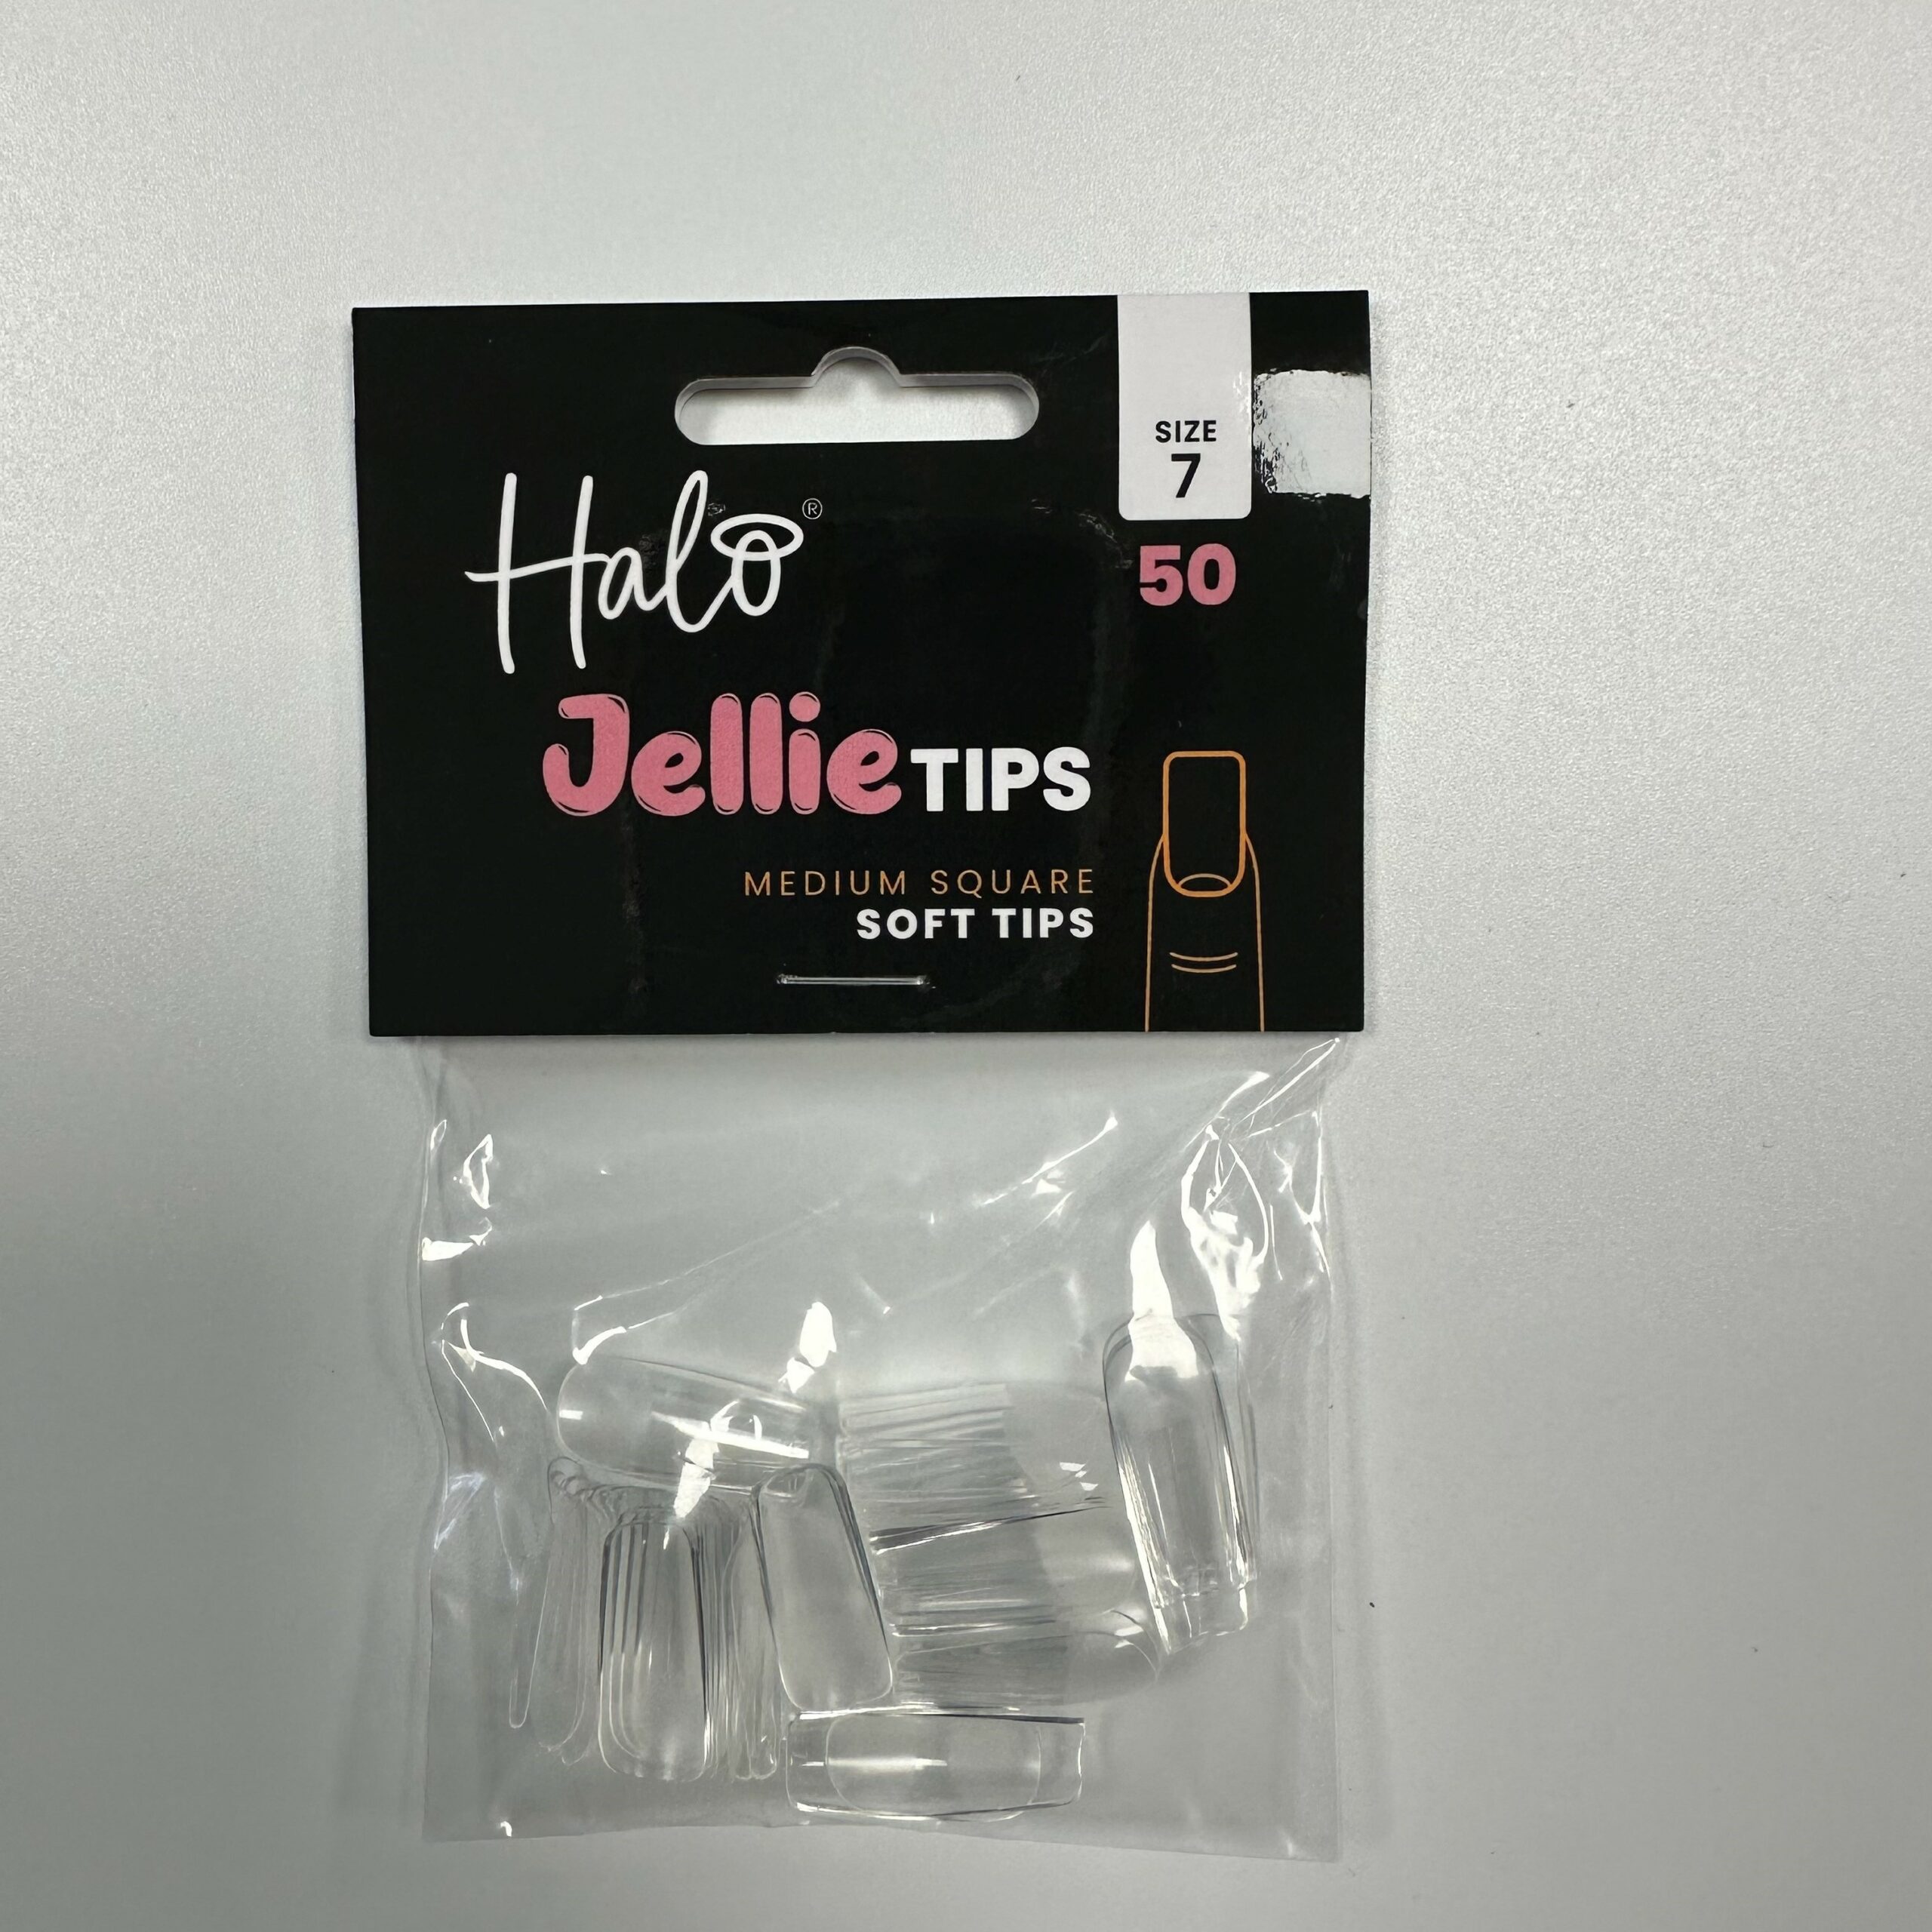 SIZE
7
Halo®
50
Jellie TIPS
MEDIUM SQUARE
SOFT TIPS